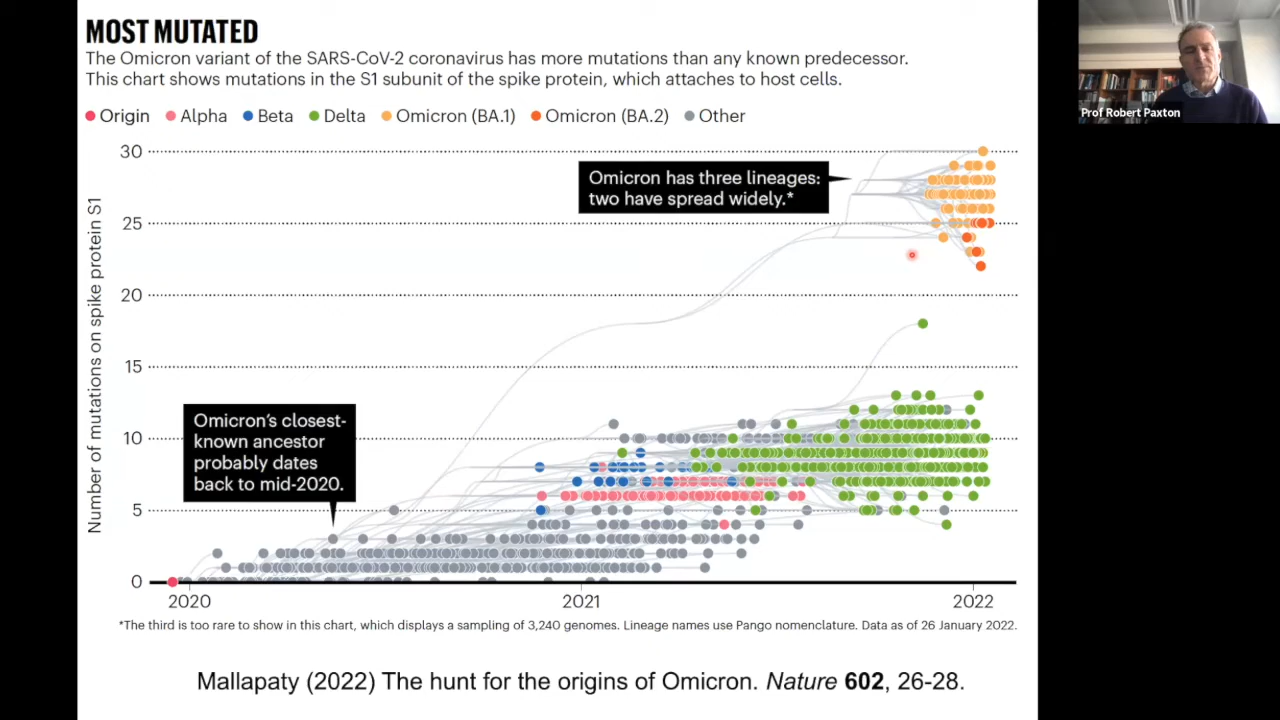 MOST MUTATED
The Omicron variant of the SARS-CoV-2 coronavirus has more mutations than any known predecessor.
This chart shows mutations in the S1 subunit of the spike protein, which attaches to host cells.
Origin Alpha Beta Delta Omicron (BA.1) Omicron (BA.2) Other
Number of mutations on spike protein S1
30
25
20
15
10
5
0
Omicron has three lineages:
two have spread widely.*
Omicron's closest-
known ancestor
probably dates
back to mid-2020.
2020 2021 2022
*The third is too rare to show in this chart, which displays a sampling of 3,240 genomes. Lineage names use Pango nomenclature. Data as of 26 January 2022.
Mallapaty (2022) The hunt for the origins of Omicron. Nature 602, 26-28.
Prof Robert Paxton